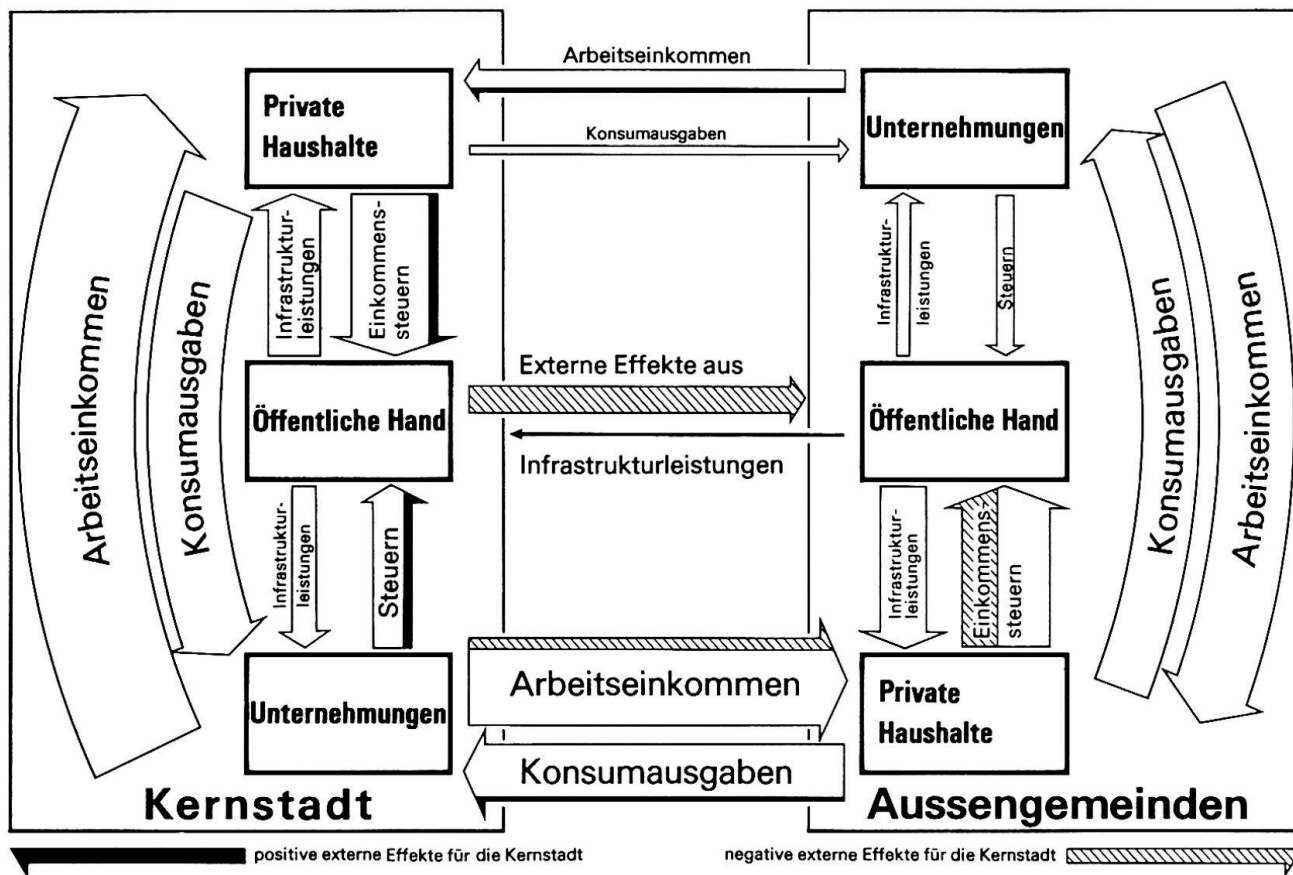 Arbeitseinkommen
Private
Haushalte
Unternehmungen
Konsumausgaben
Arbeitseinkommen
Konsumausgaben
Infrastruktur-
leistungen
Einkommens-
steuern
Infrastruktur-
leistungen
Steuern
Konsumausgaben
Arbeitseinkommen
Öffentliche Hand
Externe Effekte aus
Infrastrukturleistungen
Öffentliche Hand
Infrastruktur-
leistungen
Steuern
Infrastruktur-
leistungen
Einkommens-
steuern
Unternehmungen
Arbeitseinkommen
Konsumausgaben
Private
Haushalte
Kernstadt
Aussengemeinden
positive externe Effekte für die Kernstadt
negative externe Effekte für die Kernstadt